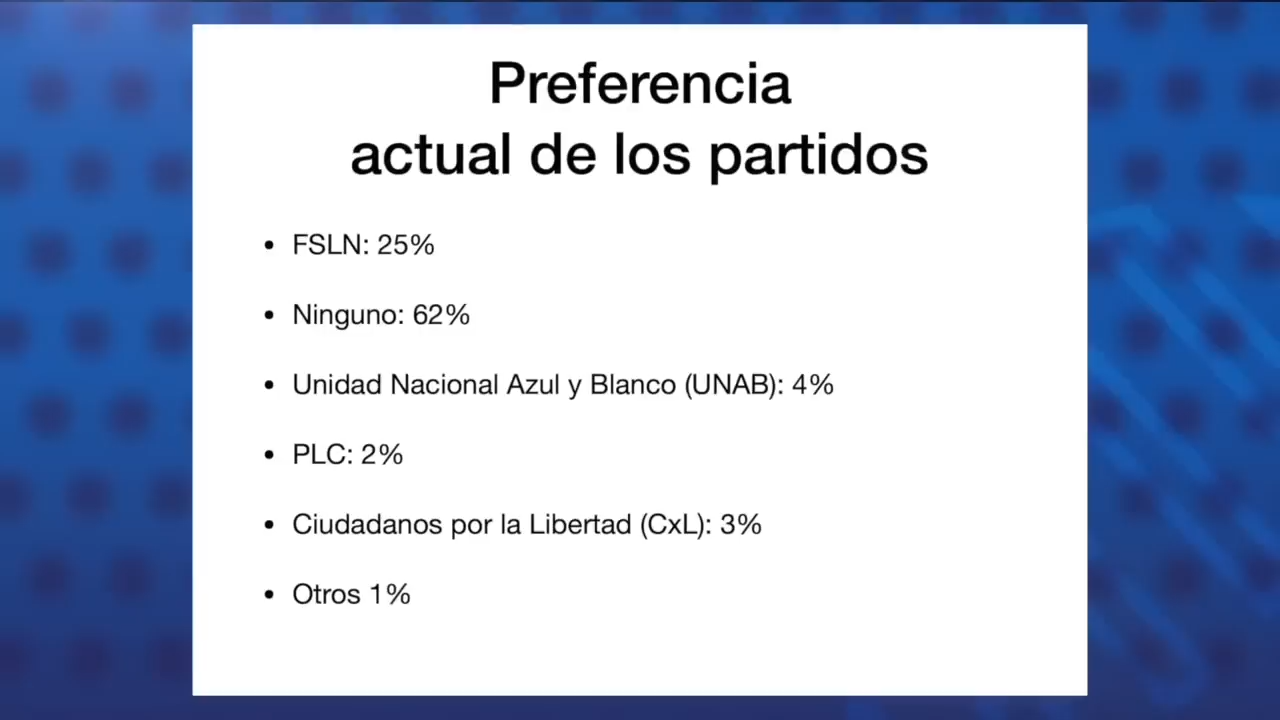 Preferencia
actual de los partidos
• FSLN: 25%
• Ninguno: 62%
• Unidad Nacional Azul y Blanco (UNAB): 4%
• PLC: 2%
• Ciudadanos por la Libertad (CxL): 3%
• Otros 1%